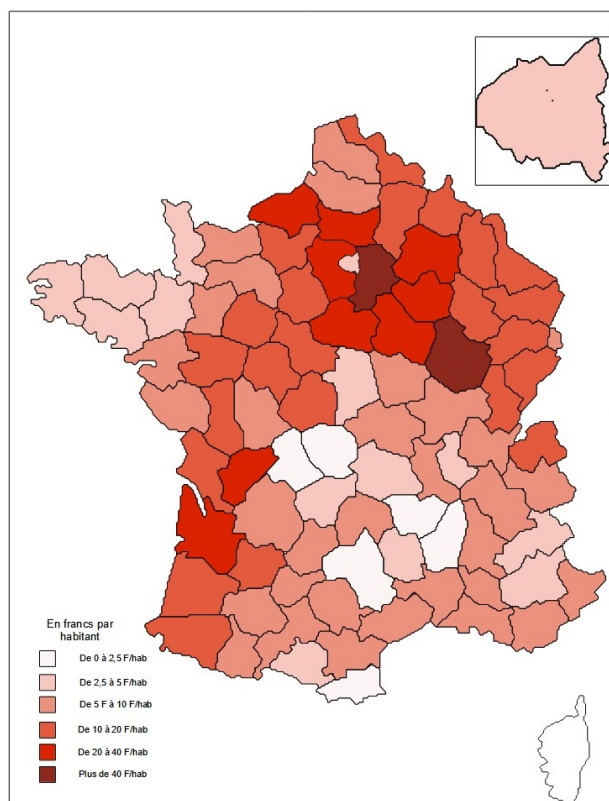 En francs par
habitant
De 0 à 2,5 F/hab
De 2,5 à 5 F/hab
De 5 F à 10 F/hab
De 10 à 20 F/hab
De 20 à 40 F/hab
Plus de 40 F/hab